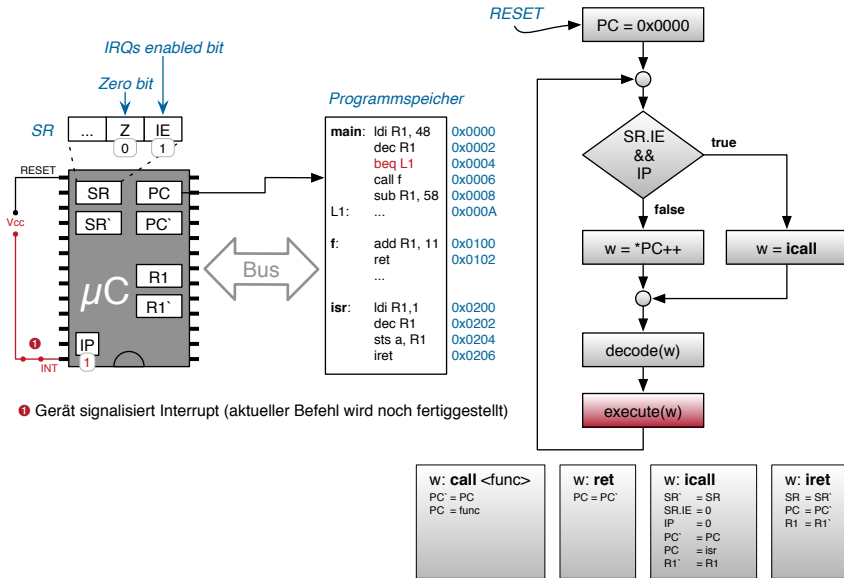 RESET
PC = 0x0000
IRQs enabled bit
Zero bit
SR
... Z IE
0 1
RESET
Vcc
INT
SR PC
SR` PC`
R1
R1`
µC
IP
1
Bus
❶
Programmspeicher
main: ldi R1, 48 0x0000
dec R1 0x0002
beq L1 0x0004
call f 0x0006
sub R1, 58 0x0008
L1: ... 0x000A
f: add R1, 11 0x0100
ret 0x0102
...
isr: ldi R1,1 0x0200
dec R1 0x0202
sts a, R1 0x0204
iret 0x0206
SR.IE
&&
IP
true
false
w = *PC++
w = icall
decode(w)
execute(w)
❶ Gerät signalisiert Interrupt (aktueller Befehl wird noch fertiggestellt)
w: call <func>
PC` = PC
PC = func
w: ret
PC = PC`
w: icall
SR` = SR
SR.IE = 0
IP = 0
PC` = PC
PC = isr
R1` = R1
w: iret
SR = SR`
PC = PC`
R1 = R1`